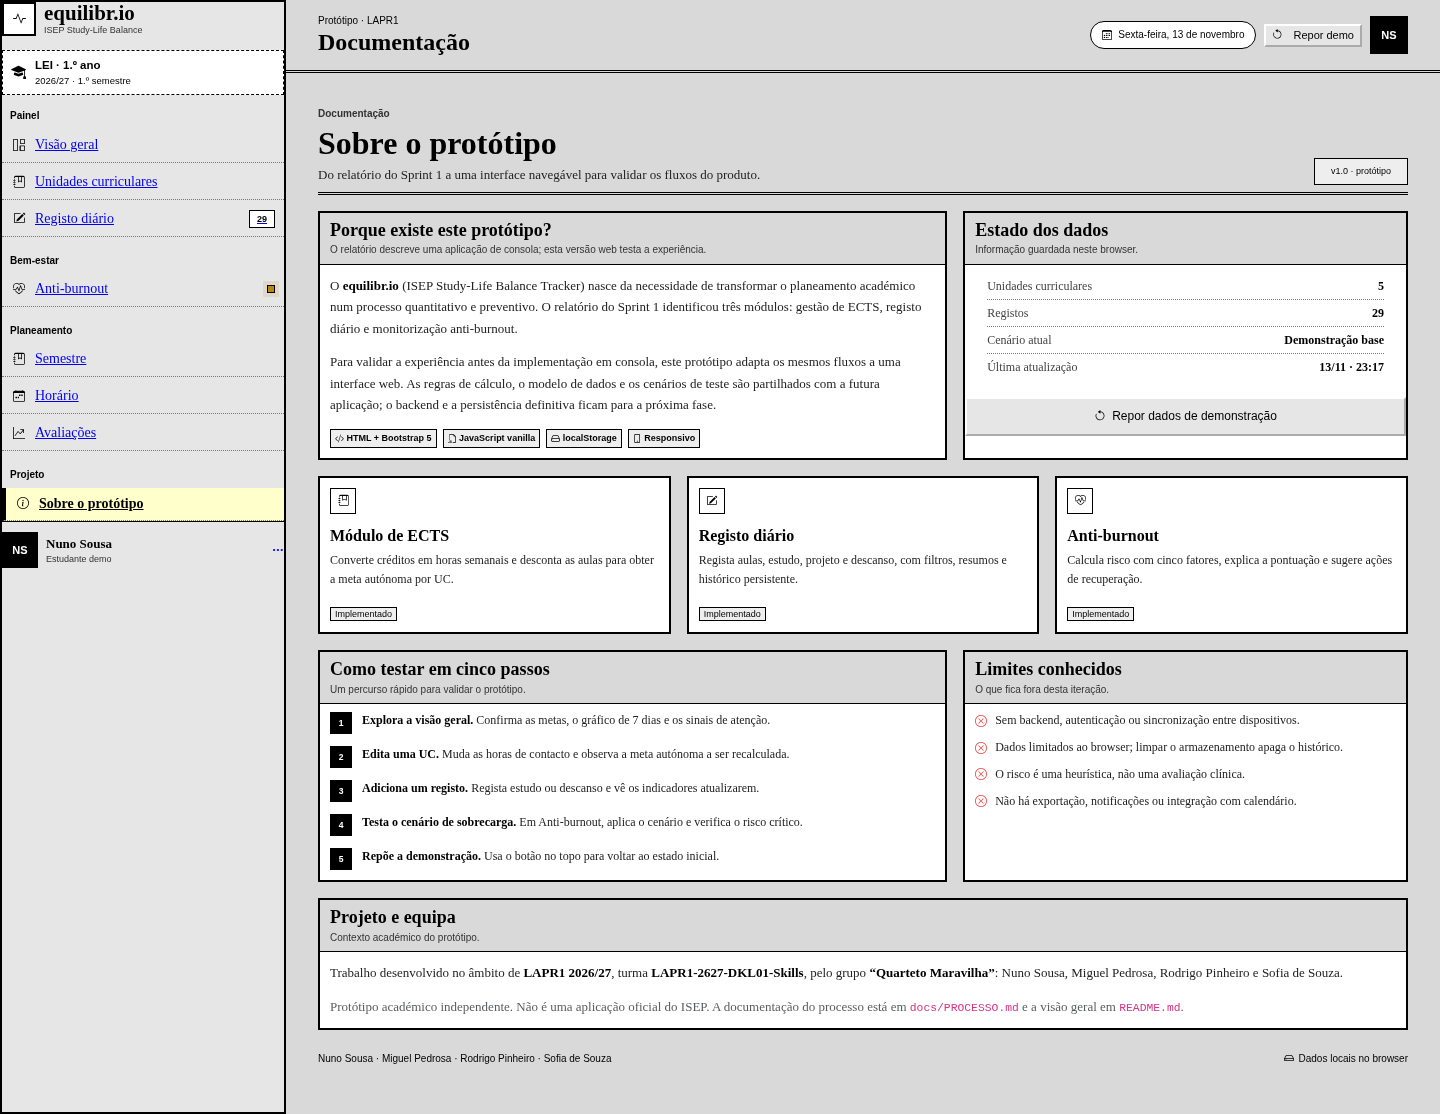 equilibr.io
ISEP Study-Life Balance
LEI · 1.º ano
2026/27 · 1.º semestre
Painel
Visão geral
Unidades curriculares
Registo diário
29
Bem-estar
Anti-burnout
Planeamento
Semestre
Horário
Avaliações
Projeto
Sobre o protótipo
NS
Nuno Sousa
Estudante demo
Protótipo · LAPR1
Documentação
Sexta-feira, 13 de novembro
Repor demo
NS
Documentação
Sobre o protótipo
Do relatório do Sprint 1 a uma interface navegável para validar os fluxos do produto.
v1.0 · protótipo
Porque existe este protótipo?
O relatório descreve uma aplicação de consola; esta versão web testa a experiência.
O equilibr.io (ISEP Study-Life Balance Tracker) nasce da necessidade de transformar o planeamento académico
num processo quantitativo e preventivo. O relatório do Sprint 1 identificou três módulos: gestão de ECTS, registo
diário e monitorização anti-burnout.
Para validar a experiência antes da implementação em consola, este protótipo adapta os mesmos fluxos a uma
interface web. As regras de cálculo, o modelo de dados e os cenários de teste são partilhados com a futura
aplicação; o backend e a persistência definitiva ficam para a próxima fase.
HTML + Bootstrap 5
JavaScript vanilla
localStorage
Responsivo
Estado dos dados
Informação guardada neste browser.
Unidades curriculares 5
Registos 29
Cenário atual Demonstração base
Última atualização 13/11 · 23:17
Repor dados de demonstração
Módulo de ECTS
Converte créditos em horas semanais e desconta as aulas para obter
a meta autónoma por UC.
Implementado
Registo diário
Regista aulas, estudo, projeto e descanso, com filtros, resumos e
histórico persistente.
Implementado
Anti-burnout
Calcula risco com cinco fatores, explica a pontuação e sugere ações
de recuperação.
Implementado
Como testar em cinco passos
Um percurso rápido para validar o protótipo.
1 Explora a visão geral. Confirma as metas, o gráfico de 7 dias e os sinais de atenção.
2 Edita uma UC. Muda as horas de contacto e observa a meta autónoma a ser recalculada.
3 Adiciona um registo. Regista estudo ou descanso e vê os indicadores atualizarem.
4 Testa o cenário de sobrecarga. Em Anti-burnout, aplica o cenário e verifica o risco crítico.
5 Repõe a demonstração. Usa o botão no topo para voltar ao estado inicial.
Limites conhecidos
O que fica fora desta iteração.
Sem backend, autenticação ou sincronização entre dispositivos.
Dados limitados ao browser; limpar o armazenamento apaga o histórico.
O risco é uma heurística, não uma avaliação clínica.
Não há exportação, notificações ou integração com calendário.
Projeto e equipa
Contexto académico do protótipo.
Trabalho desenvolvido no âmbito de LAPR1 2026/27, turma LAPR1-2627-DKL01-Skills, pelo grupo “Quarteto Maravilha”: Nuno Sousa, Miguel Pedrosa, Rodrigo Pinheiro e Sofia de Souza.
Protótipo académico independente. Não é uma aplicação oficial do ISEP. A documentação do processo está em docs/PROCESSO.md e a visão geral em README.md.
Nuno Sousa · Miguel Pedrosa · Rodrigo Pinheiro · Sofia de Souza
Dados locais no browser